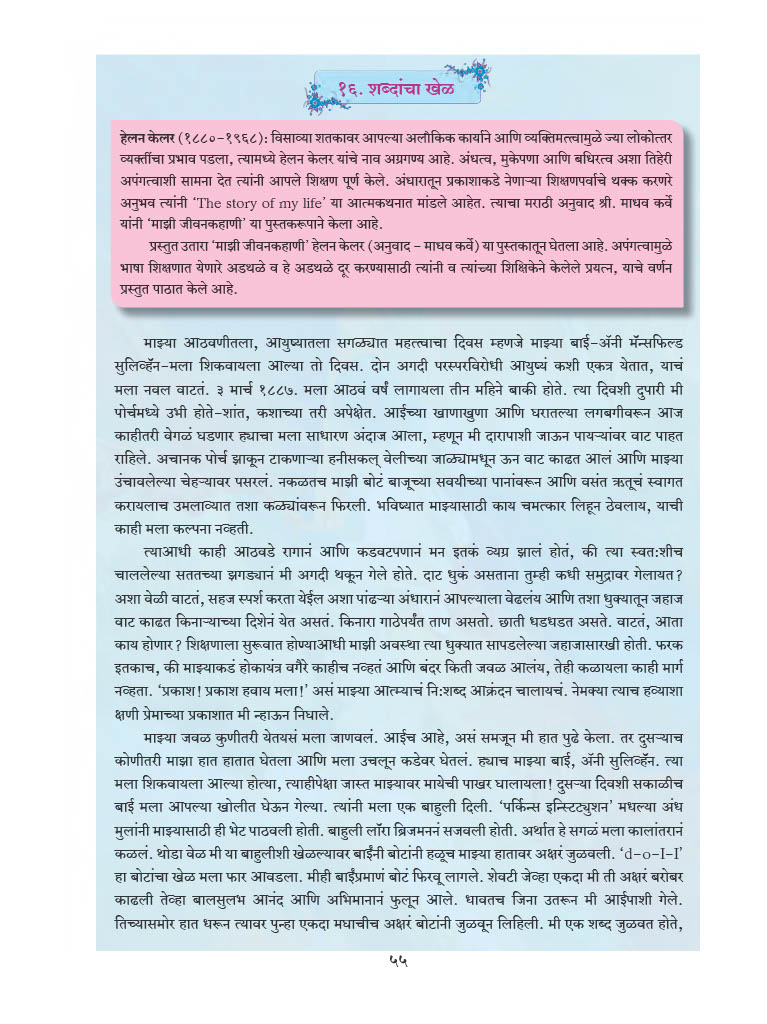 १६. शब्दांचा खेळ
हेलन केलर (१८८०-१९६८): विसाव्या शतकावर आपल्या अलौकिक कार्याने आणि व्यक्तिमत्त्वामुळे ज्या लोकोत्तर
व्यक्तींचा प्रभाव पडला, त्यामध्ये हेलन केलर यांचे नाव अग्रगण्य आहे. अंधत्व, मुकेपणा आणि बधिरत्व अशा तिहेरी
अपंगत्वाशी सामना देत त्यांनी आपले शिक्षण पूर्ण केले. अंधारातून प्रकाशाकडे नेणाऱ्या शिक्षणपर्वाचे थक्क करणरे
अनुभव त्यांनी ‘The story of my life’ या आत्मकथनात मांडले आहेत. त्याचा मराठी अनुवाद श्री. माधव कर्वे
यांनी ‘माझी जीवनकहाणी’ या पुस्तकरूपाने केला आहे.
प्रस्तुत उतारा ‘माझी जीवनकहाणी’ हेलन केलर (अनुवाद - माधव कर्वे) या पुस्तकातून घेतला आहे. अपंगत्वामुळे
भाषा शिक्षणात येणारे अडथळे व हे अडथळे दूर करण्यासाठी त्यांनी व त्यांच्या शिक्षिकेने केलेले प्रयत्न, याचे वर्णन
प्रस्तुत पाठात केले आहे.
माझ्या आठवणीतला, आयुष्यातला सगळ्यात महत्त्वाचा दिवस म्हणजे माझ्या बाई-ॲनी मॅन्सफिल्ड
सुलिव्हॅन-मला शिकवायला आल्या तो दिवस. दोन अगदी परस्परविरोधी आयुष्यं कशी एकत्र येतात, याचं
मला नवल वाटतं. ३ मार्च १८८७. मला आठवं वर्षं लागायला तीन महिने बाकी होते. त्या दिवशी दुपारी मी
पोर्चमध्ये उभी होते-शांत, कशाच्या तरी अपेक्षेत. आईच्या खाणाखुणा आणि घरातल्या लगबगीवरून आज
काहीतरी वेगळं घडणार ह्याचा मला साधारण अंदाज आला, म्हणून मी दारापाशी जाऊन पायऱ्यांवर वाट पाहत
राहिले. अचानक पोर्च झाकून टाकणाऱ्या हनीसकल् वेलीच्या जाळ्यामधून ऊन वाट काढत आलं आणि माझ्या
उंचावलेल्या चेहऱ्यावर पसरलं. नकळतच माझी बोटं बाजूच्या सवयीच्या पानांवरून आणि वसंत ऋतूचं स्वागत
करायलाच उमलाव्यात तशा कळ्यांवरून फिरली. भविष्यात माझ्यासाठी काय चमत्कार लिहून ठेवलाय, याची
काही मला कल्पना नव्हती.
त्याआधी काही आठवडे रागानं आणि कडवटपणानं मन इतकं व्यग्र झालं होतं, की त्या स्वत:शीच
चाललेल्या सततच्या झगड्यानं मी अगदी थकून गेले होते. दाट धुकं असताना तुम्ही कधी समुद्रावर गेलायत?
अशा वेळी वाटतं, सहज स्पर्श करता येईल अशा पांढऱ्या अंधारानं आपल्याला वेढलंय आणि तशा धुक्यातून जहाज
वाट काढत किनाऱ्याच्या दिशेनं येत असतं. किनारा गाठेपर्यंत ताण असतो. छाती धडधडत असते. वाटतं, आता
काय होणार? शिक्षणाला सुरूवात होण्याआधी माझी अवस्था त्या धुक्यात सापडलेल्या जहाजासारखी होती. फरक
इतकाच, की माझ्याकडं होकायंत्र वगैरे काहीच नव्हतं आणि बंदर किती जवळ आलंय, तेही कळायला काही मार्ग
नव्हता. ‘प्रकाश! प्रकाश हवाय मला!’ असं माझ्या आत्म्याचं नि:शब्द आक्रंदन चालायचं. नेमक्या त्याच हव्याशा
क्षणी प्रेमाच्या प्रकाशात मी न्हाऊन निघाले.
माझ्या जवळ कुणीतरी येतयसं मला जाणवलं. आईच आहे, असं समजून मी हात पुढे केला. तर दुसऱ्याच
कोणीतरी माझा हात हातात घेतला आणि मला उचलून कडेवर घेतलं. ह्याच माझ्या बाई, ॲनी सुलिव्हॅन. त्या
मला शिकवायला आल्या होत्या, त्याहीपेक्षा जास्त माझ्यावर मायेची पाखर घालायला! दुसऱ्या दिवशी सकाळीच
बाई मला आपल्या खोलीत घेऊन गेल्या. त्यांनी मला एक बाहुली दिली. ‘पर्किन्स इन्स्टिट्युशन’ मधल्या अंध
मुलांनी माझ्यासाठी ही भेट पाठवली होती. बाहुली लॉरा ब्रिजमननं सजवली होती. अर्थात हे सगळं मला कालांतरानं
कळलं. थोडा वेळ मी या बाहुलीशी खेळल्यावर बाईंनी बोटांनी हळूच माझ्या हातावर अक्षरं जुळवली. ‘d-o-I-I’
हा बोटांचा खेळ मला फार आवडला. मीही बाईंप्रमाणं बोटं फिरवू लागले. शेवटी जेव्हा एकदा मी ती अक्षरं बरोबर
काढली तेव्हा बालसुलभ आनंद आणि अभिमानानं फुलून आले. धावतच जिना उतरून मी आईपाशी गेले.
तिच्यासमोर हात धरून त्यावर पुन्हा एकदा मघाचीच अक्षरं बोटांनी जुळवून लिहिली. मी एक शब्द जुळवत होते,
५५